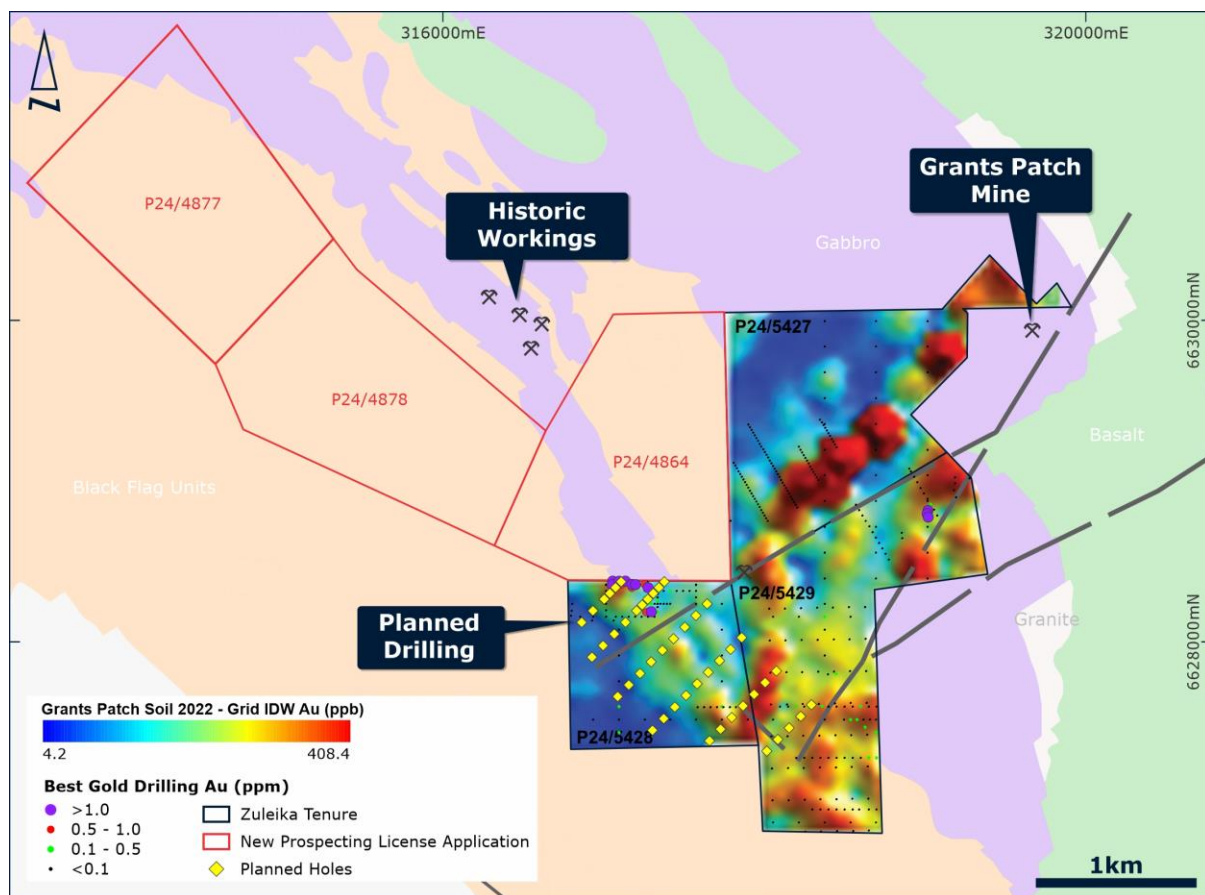 316000mE
320000mE
N
Grants Patch
Mine
P24/4877
Historic
Workings
Gabbro
P24/5427
6630000mN
P24/4878
Basalt
P24/4864
Black Flag Units
P24/5429
Planned
Drilling
Granite
6628000mN
P24/5428
Grants Patch Soil 2022 - Grid IDW Au (ppb)
4.2
408.4
Best Gold Drilling Au (ppm)
>1.0
0.5 - 1.0
0.1 - 0.5
<0.1
Zuleika Tenure
New Prospecting License Application
Planned Holes
1km